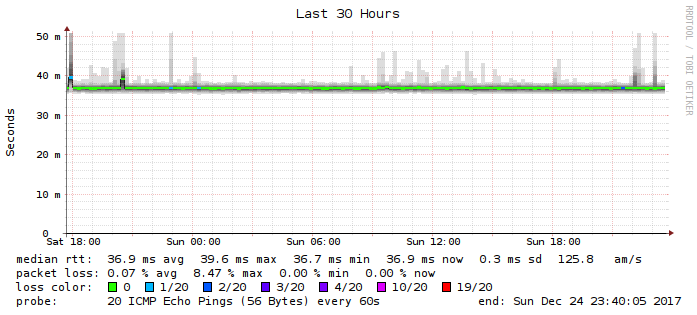 Last 30 Hours
RRDTOOL / TOBI OETIKER
Seconds
50 m
40 m
30 m
20 m
10 m
0
Sat 18:00 Sun 00:00 Sun 06:00 Sun 12:00 Sun 18:00
median rtt: 36.9 ms avg 39.6 ms max 36.7 ms min 36.9 ms now 0.3 ms sd 125.8 am/s
packet loss: 0.07 % avg 8.47 % max 0.00 % min 0.00 % now
loss color: 0 1/20 2/20 3/20 4/20 10/20 19/20
probe: 20 ICMP Echo Pings (56 Bytes) every 60s end: Sun Dec 24 23:40:05 2017